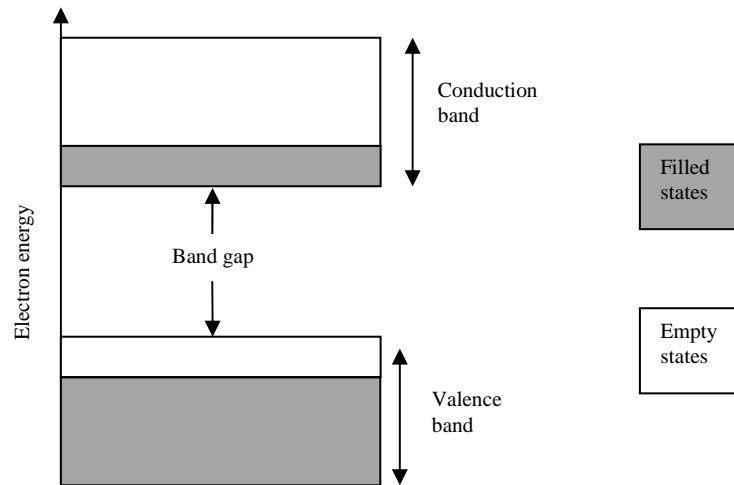 Conduction
band
Filled
states
Electron energy
Band gap
Empty
states
Valence
band